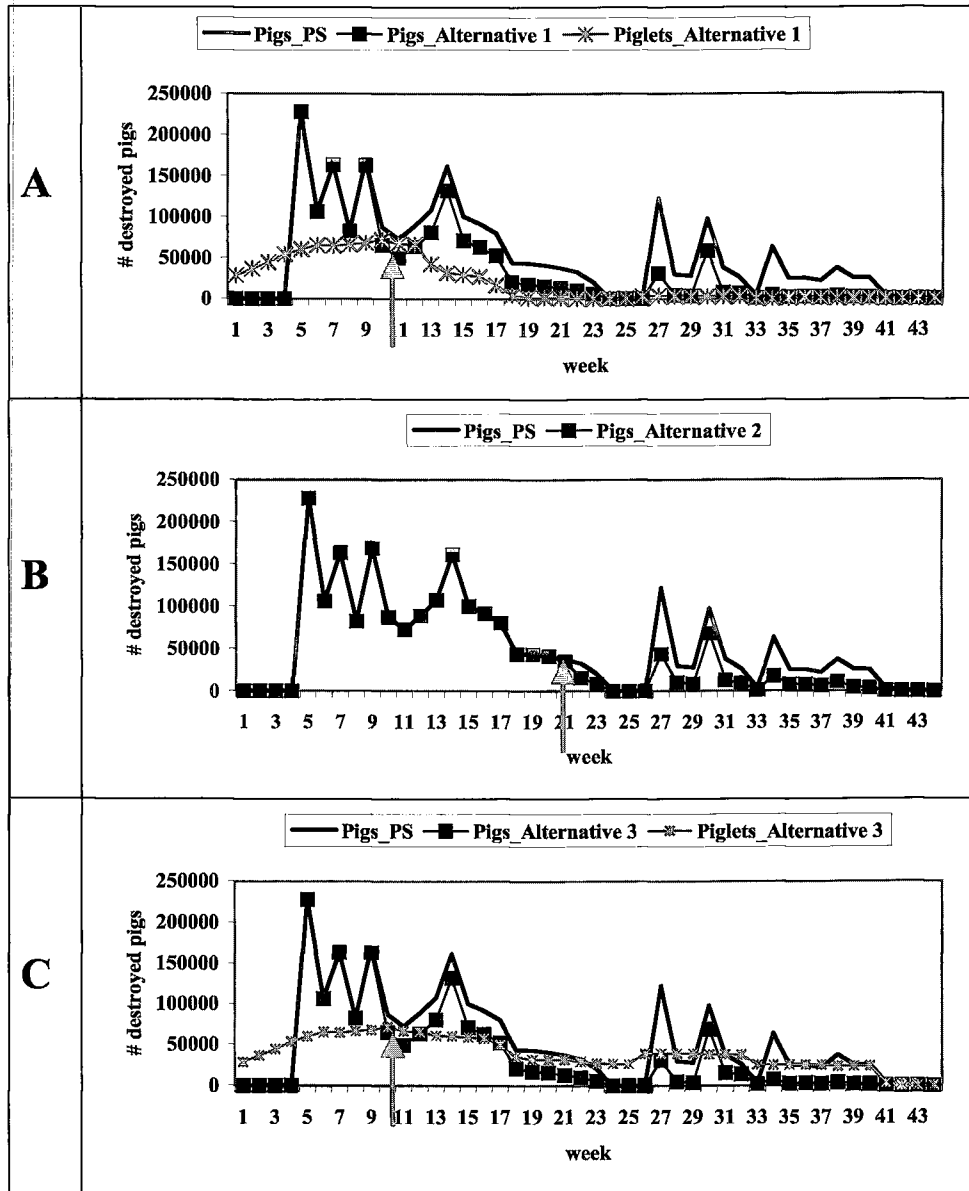 A
Pigs_PS Pigs_Alternative 1 Piglets_Alternative 1
# destroyed pigs
250000
200000
150000
100000
50000
0
1 3 5 7 9 11 13 15 17 19 21 23 25 27 29 31 33 35 37 39 41 43
week
B
Pigs_PS Pigs_Alternative 2
# destroyed pigs
250000
200000
150000
100000
50000
0
1 3 5 7 9 11 13 15 17 19 21 23 25 27 29 31 33 35 37 39 41 43
week
C
Pigs_PS Pigs_Alternative 3 Piglets_Alternative 3
# destroyed pigs
250000
200000
150000
100000
50000
0
1 3 5 7 9 11 13 15 17 19 21 23 25 27 29 31 33 35 37 39 41 43
week